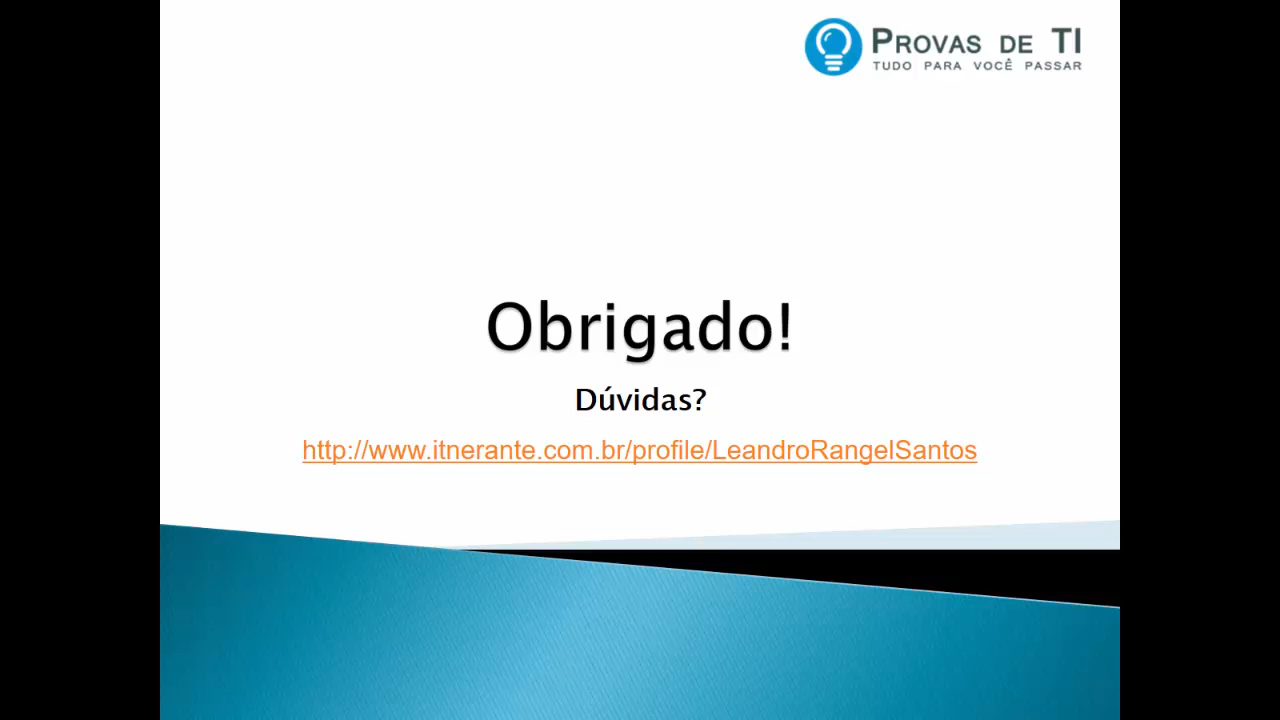 PROVAS DE TI
TUDO PARA VOCÊ PASSAR
Obrigado!
Dúvidas?
http://www.itnerante.com.br/profile/LeandroRangelSantos